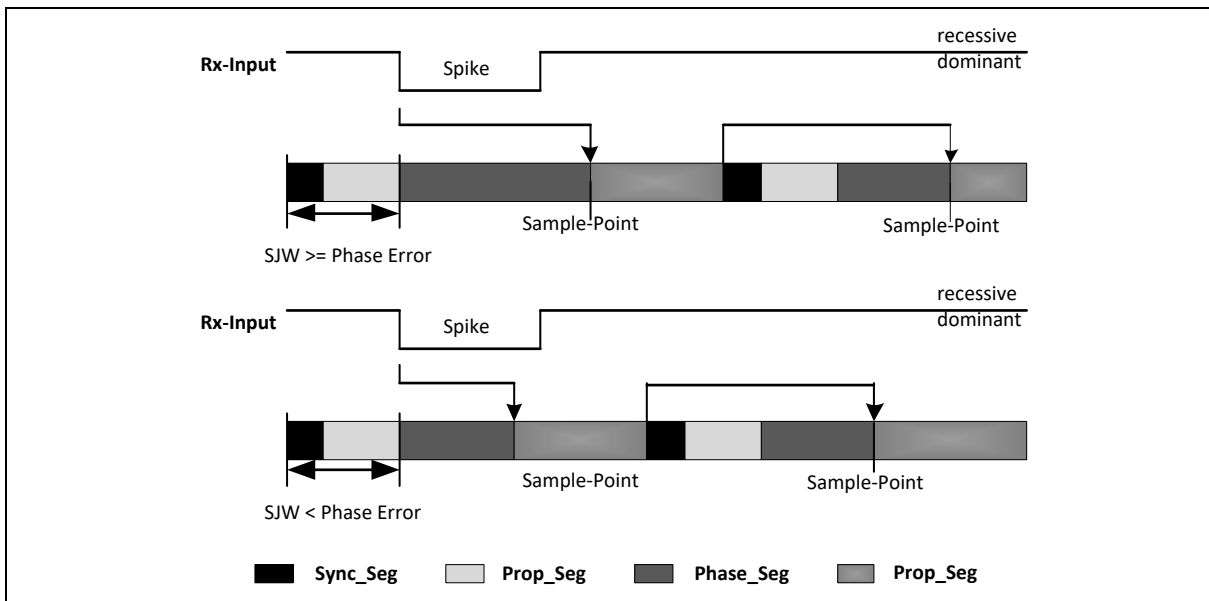 recessive
Rx-Input
dominant
Spike
Sample-Point
Sample-Point
SJW >= Phase Error
recessive
Rx-Input
dominant
Spike
Sample-Point
Sample-Point
SJW < Phase Error
Sync_Seg
Prop_Seg
Phase_Seg
Prop_Seg